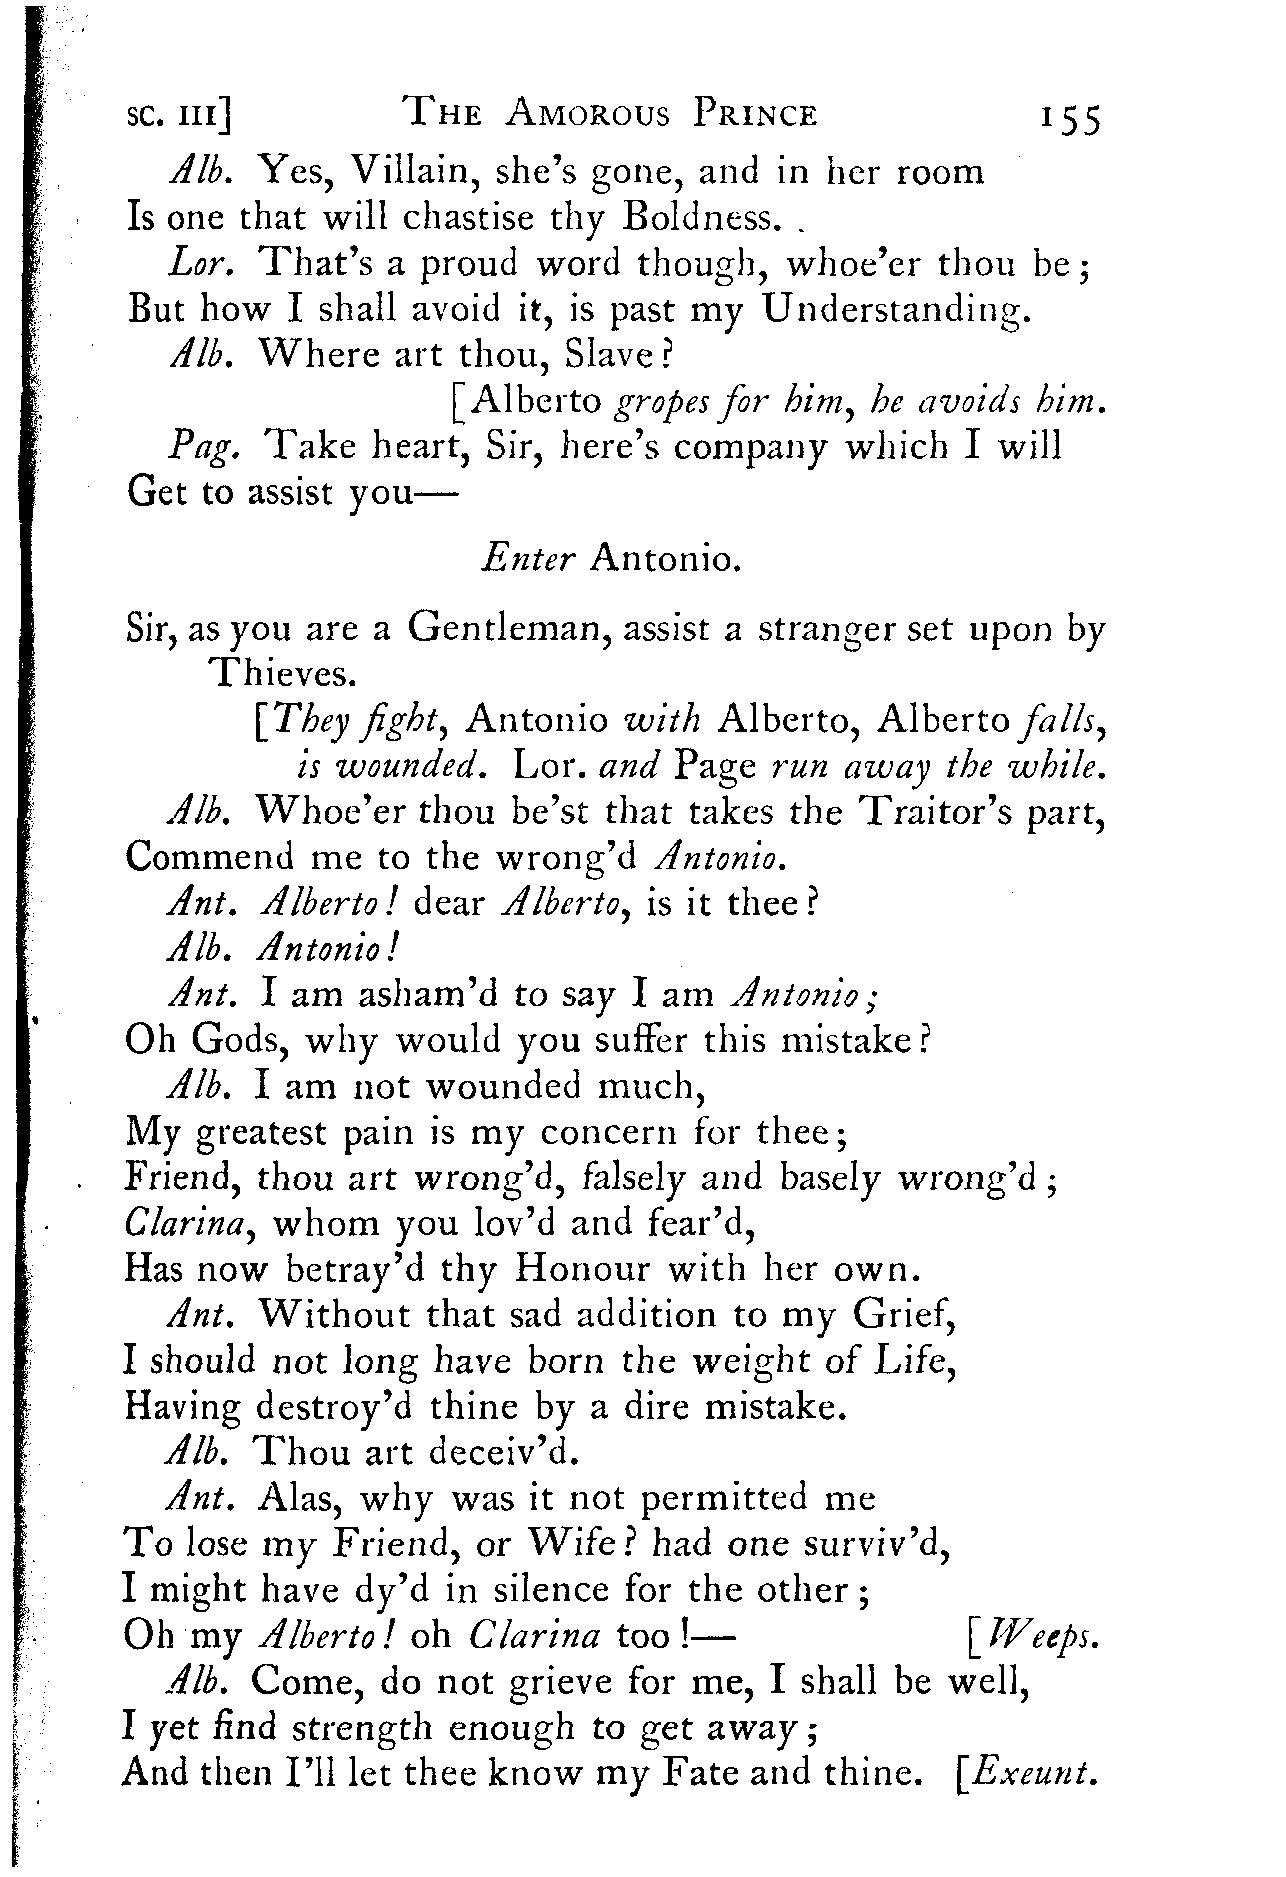 SC. III] THE AMOROUS PRINCE 155
Alb. Yes, Villain, she's gone, and in her room
Is one that will chastise thy Boldness.
Lor. That's a proud word though, whoe'er thou be;
But how I shall avoid it, is past my Understanding.
Alb. Where art thou, Slave?
[Alberto gropes for him, he avoids him.
Pag. Take heart, Sir, here's company which I will
Get to assist you—
Enter Antonio.
Sir, as you are a Gentleman, assist a stranger set upon by
Thieves.
[They fight, Antonio with Alberto, Alberto falls,
is wounded. Lor. and Page run away the while.
Alb. Whoe'er thou be'st that takes the Traitor's part,
Commend me to the wrong'd Antonio.
Ant. Alberto! dear Alberto, is it thee?
Alb. Antonio!
Ant. I am asham'd to say I am Antonio;
Oh Gods, why would you suffer this mistake?
Alb. I am not wounded much,
My greatest pain is my concern for thee;
Friend, thou art wrong'd, falsely and basely wrong'd;
Clarina, whom you lov'd and fear'd,
Has now betray'd thy Honour with her own.
Ant. Without that sad addition to my Grief,
I should not long have born the weight of Life,
Having destroy'd thine by a dire mistake.
Alb. Thou art deceiv'd.
Ant. Alas, why was it not permitted me
To lose my Friend, or Wife? had one surviv'd,
I might have dy'd in silence for the other;
Oh my Alberto! oh Clarina too!— [Weeps.
Alb. Come, do not grieve for me, I shall be well,
I yet find strength enough to get away;
And then I'll let thee know my Fate and thine. [Exeunt.